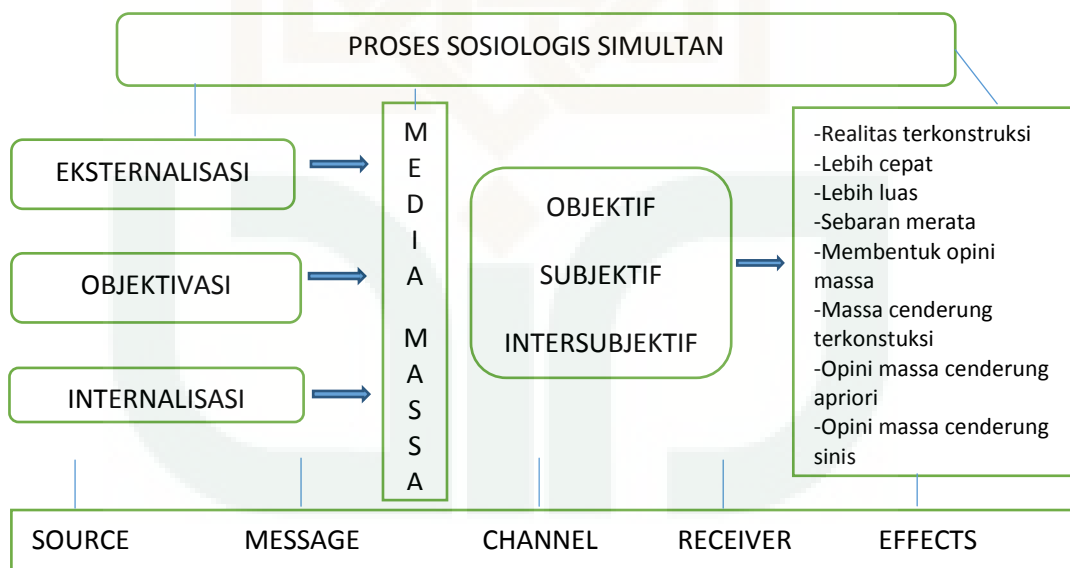 PROSES SOSIOLOGIS SIMULTAN
EKSTERNALISASI
OBJEKTIVASI
INTERNALISASI
M
E
D
I
A
M
A
S
S
A
OBJEKTIF
SUBJEKTIF
INTERSUBJEKTIF
-Realitas terkonstruksi
-Lebih cepat
-Lebih luas
-Sebaran merata
-Membentuk opini
massa
-Massa cenderung
terkonstuksi
-Opini massa cenderung
apriori
-Opini massa cenderung
sinis
SOURCE MESSAGE CHANNEL RECEIVER EFFECTS